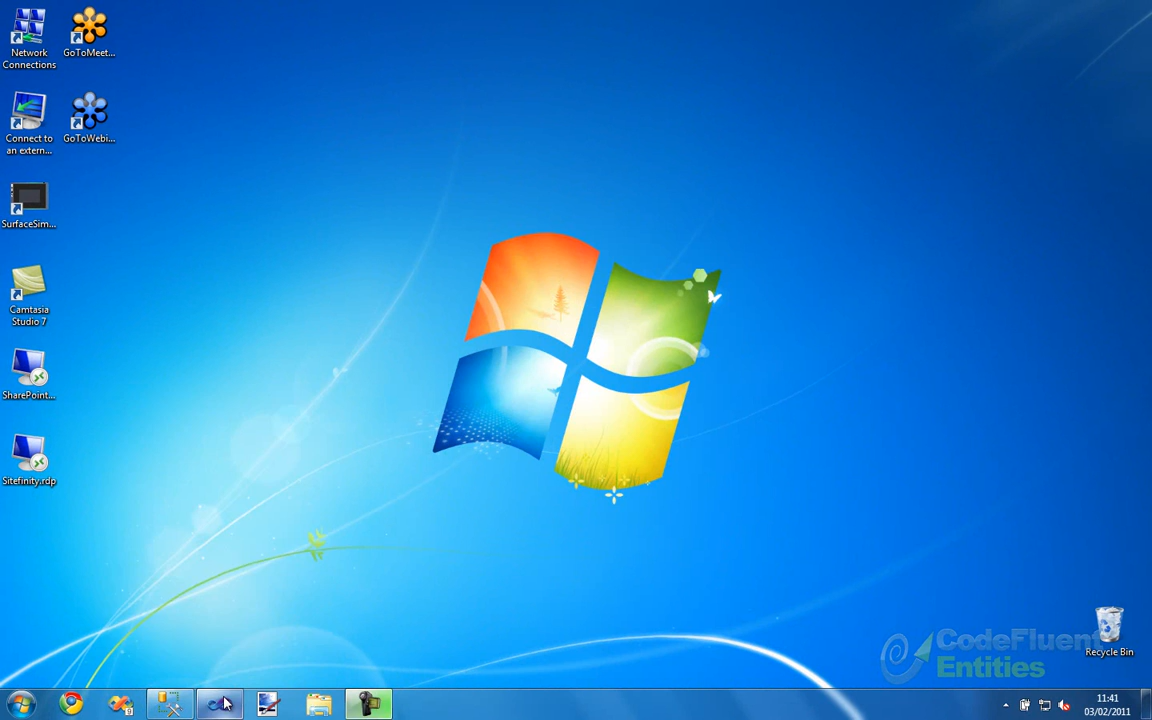 Network
Connections
GoToMeet...
Connect to
an extern...
GoToWebi...
SurfaceSim...
Camtasia
Studio 7
SharePoint...
Sitefinity.rdp
CodeFluent
Entities
Recycle Bin
9
11:41
03/02/2011